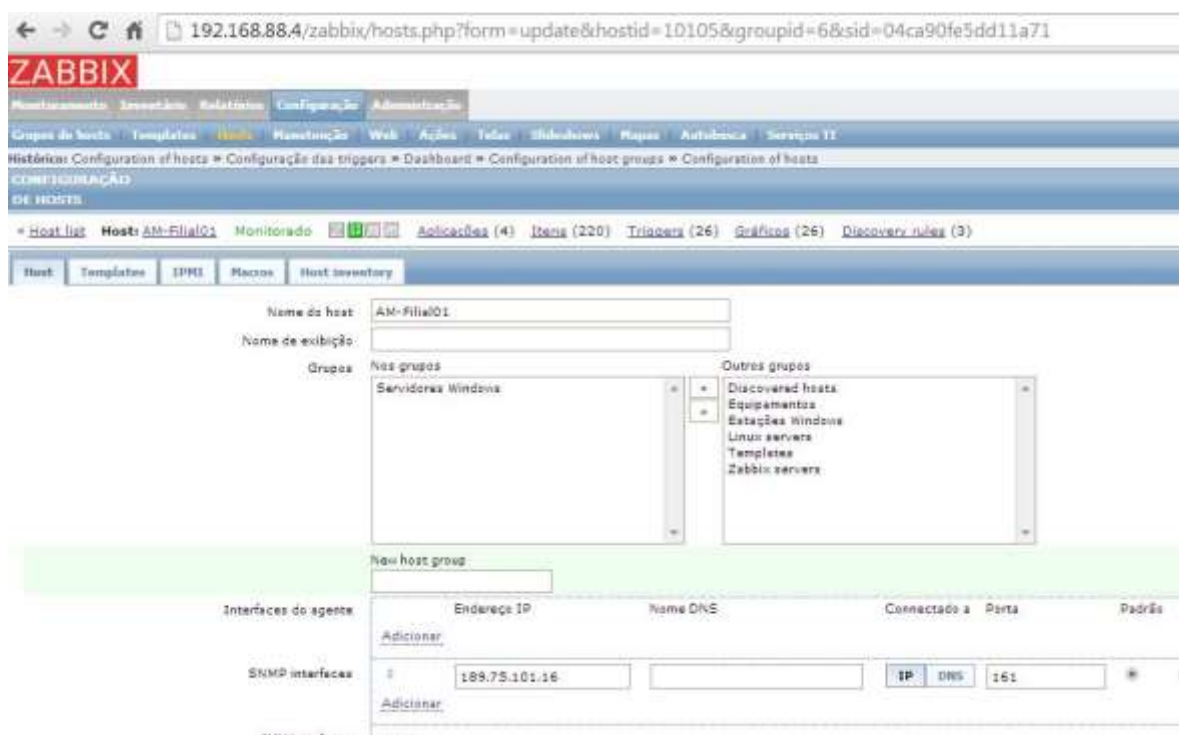 192.168.88.4/zabbix/hosts.php?form=update&hostid=10105&groupid=6&sid=04ca90fe5dd11a71
ZABBIX
Monitoramento Inventário Relatórios Configuração Administração
Grupos de hosts Templates Hosts Manutenção Web Ações Telas Slideshows Mapas Autobusca Serviços TI
Histórico: Configuration of hosts » Configuração das triggers » Dashboard » Configuration of host groups » Configuration of hosts
CONFIGURAÇÃO
DE HOSTS
« Host list Host: AM-Filial01 Monitorado Aplicações (4) Itens (220) Triggers (26) Gráficos (26) Discovery rules (3)
Host Templates IPMI Macros Host inventory
Nome do host AM-Filial01
Nome de exibição
Grupos Nos grupos Outros grupos
Servidores Windows Discovered hosts
Equipamentos
Estações Windows
Linux servers
Templates
Zabbix servers
New host group
Interfaces do agente Endereço IP Nome DNS Connectado a Porta Padrão
Adicionar
SNMP interfaces 189.75.101.16 IP DNS 161
Adicionar